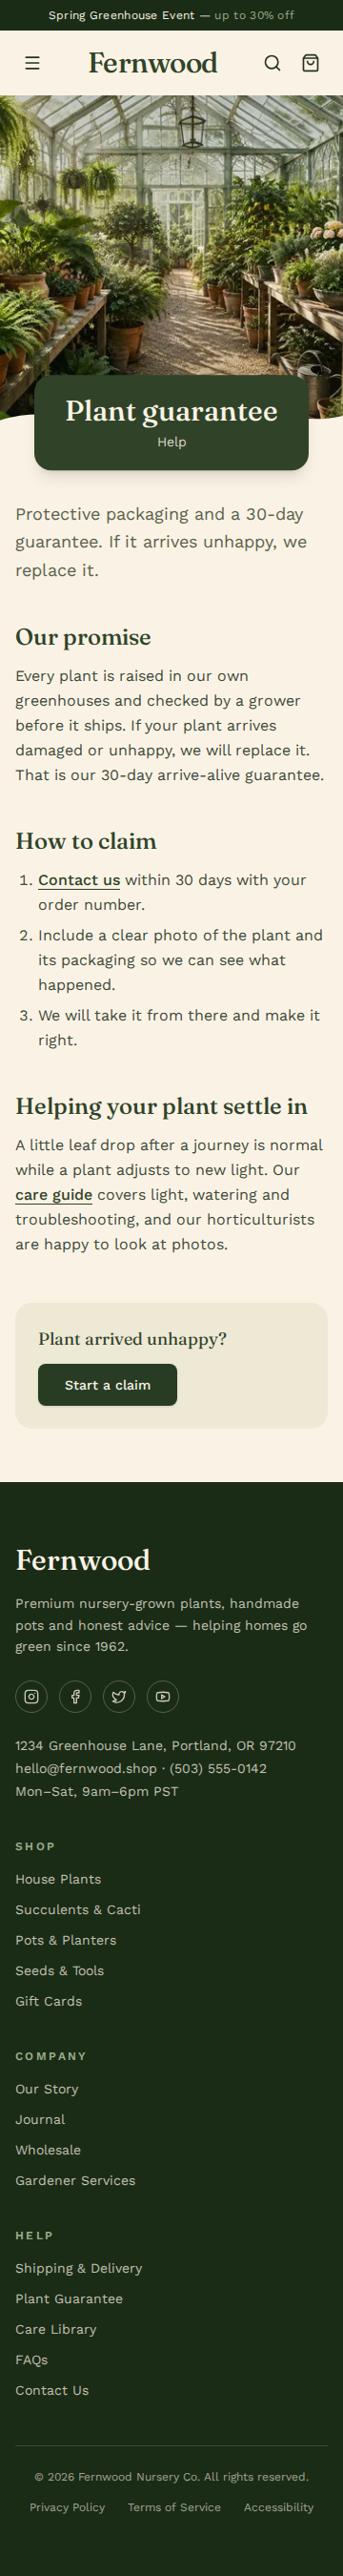 Spring Greenhouse Event — up to 30% off
Fernwood
Plant guarantee
Help
Protective packaging and a 30-day
guarantee. If it arrives unhappy, we
replace it.
Our promise
Every plant is raised in our own
greenhouses and checked by a grower
before it ships. If your plant arrives
damaged or unhappy, we will replace it.
That is our 30-day arrive-alive guarantee.
How to claim
1. Contact us within 30 days with your
order number.
2. Include a clear photo of the plant and
its packaging so we can see what
happened.
3. We will take it from there and make it
right.
Helping your plant settle in
A little leaf drop after a journey is normal
while a plant adjusts to new light. Our
care guide covers light, watering and
troubleshooting, and our horticulturists
are happy to look at photos.
Plant arrived unhappy?
Start a claim
Fernwood
Premium nursery-grown plants, handmade
pots and honest advice — helping homes go
green since 1962.
1234 Greenhouse Lane, Portland, OR 97210
hello@fernwood.shop · (503) 555-0142
Mon–Sat, 9am–6pm PST
SHOP
House Plants
Succulents & Cacti
Pots & Planters
Seeds & Tools
Gift Cards
COMPANY
Our Story
Journal
Wholesale
Gardener Services
HELP
Shipping & Delivery
Plant Guarantee
Care Library
FAQs
Contact Us
© 2026 Fernwood Nursery Co. All rights reserved.
Privacy Policy Terms of Service Accessibility